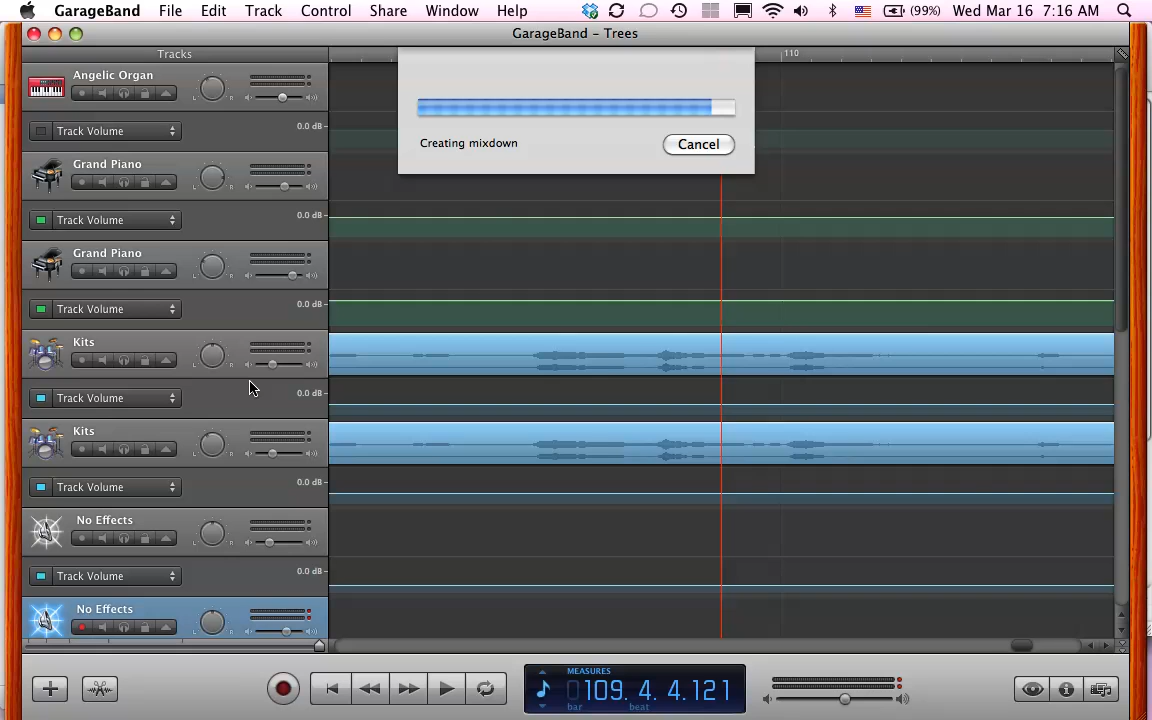 GarageBand File Edit Track Control Share Window Help (99%) Wed Mar 16 7:16 AM
GarageBand – Trees
Tracks
110
Angelic Organ
L R
Track Volume 0.0 dB
Creating mixdown
Cancel
Grand Piano
L R
Track Volume 0.0 dB
Grand Piano
L R
Track Volume 0.0 dB
Kits
L R
Track Volume 0.0 dB
Kits
L R
Track Volume 0.0 dB
No Effects
L R
Track Volume 0.0 dB
No Effects
L R
MEASURES
109. 4. 4.121
bar beat